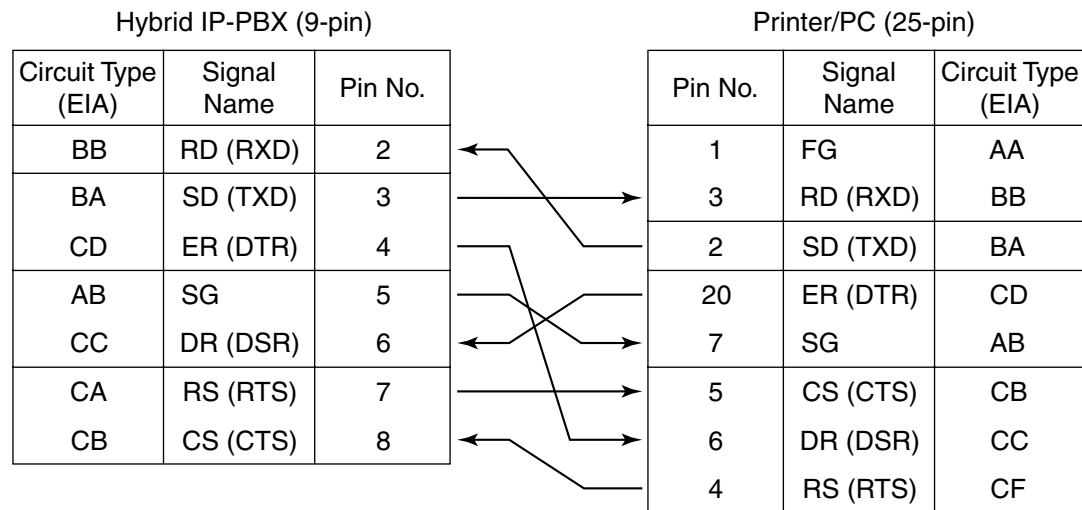 Hybrid IP-PBX (9-pin)
Circuit Type (EIA) Signal Name Pin No.
BB RD (RXD) 2
BA SD (TXD) 3
CD ER (DTR) 4
AB SG 5
CC DR (DSR) 6
CA RS (RTS) 7
CB CS (CTS) 8
Printer/PC (25-pin)
Pin No. Signal Name Circuit Type (EIA)
1 FG AA
3 RD (RXD) BB
2 SD (TXD) BA
20 ER (DTR) CD
7 SG AB
5 CS (CTS) CB
6 DR (DSR) CC
4 RS (RTS) CF